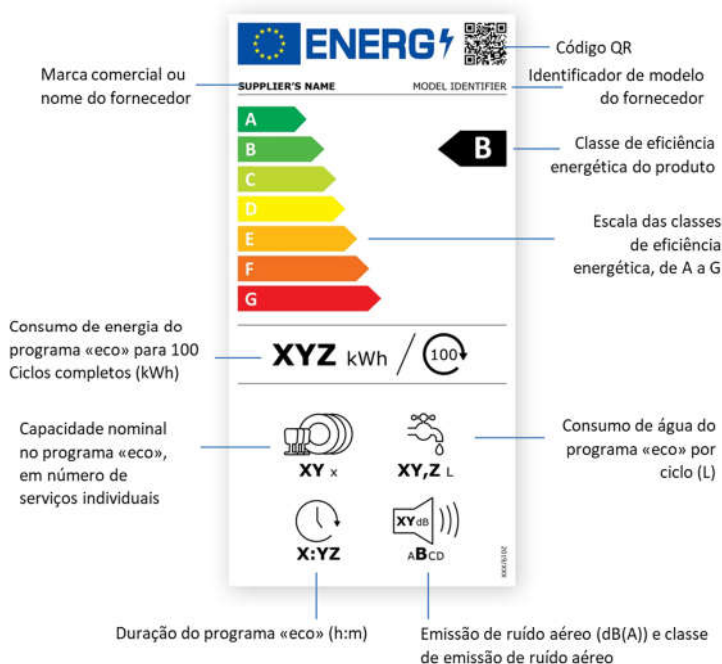 ENERG
Código QR
Marca comercial ou
nome do fornecedor
SUPPLIER'S NAME
MODEL IDENTIFIER
Identificador de modelo
do fornecedor
A
B
C
D
E
F
G
B
Classe de eficiência
energética do produto
Escala das classes
de eficiência
energética, de A a G
Consumo de energia do
programa «eco» para 100
Ciclos completos (kWh)
XYZ kWh / 100
Capacidade nominal
no programa «eco»,
em número de
serviços individuais
XY x
XY,Z L
Consumo de água do
programa «eco» por
ciclo (L)
X:YZ
XYdB
ABCD
2019/XXX
Duração do programa «eco» (h:m)
Emissão de ruído aéreo (dB(A)) e classe
de emissão de ruído aéreo